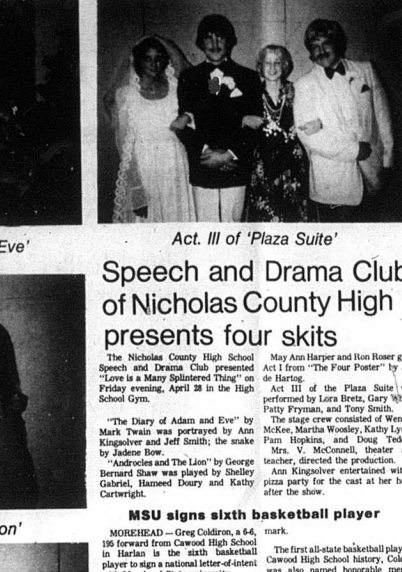 Eve'
Act. III of 'Plaza Suite'
Speech and Drama Club
of Nicholas County High
presents four skits
The Nicholas County High School
Speech and Drama Club presented
"Love is a Many Splintered Thing" on
Friday evening, April 28 in the High
School Gym.
"The Diary of Adam and Eve" by
Mark Twain was portrayed by Ann
Kingsolver and Jeff Smith; the snake
by Jadene Bow.
"Androcles and The Lion" by George
Bernard Shaw was played by Shelley
Gabriel, Hameed Doury and Kathy
Cartwright.
May Ann Harper and Ron Roser g
Act I from "The Four Poster" by
de Hartog.
Act III of the Plaza Suite
performed by Lora Bretz, Gary
Patty Fryman, and Tony Smith.
The stage crew consisted of Wen
McKee, Martha Woosley, Kathy Ly
Pam Hopkins, and Doug Ted
Mrs. V. McConnell, theater
teacher, directed the production.
Ann Kingsolver entertained wit
pizza party for the cast at her h
after the show.
on'
MSU signs sixth basketball player
MOREHEAD — Greg Coldiron, a 6-6,
195 forward from Cawood High School
in Harlan is the sixth basketball
player to sign a national letter-of-intent
mark.
The first all-state basketball play
Cawood High School history, Col
was also named honorable men